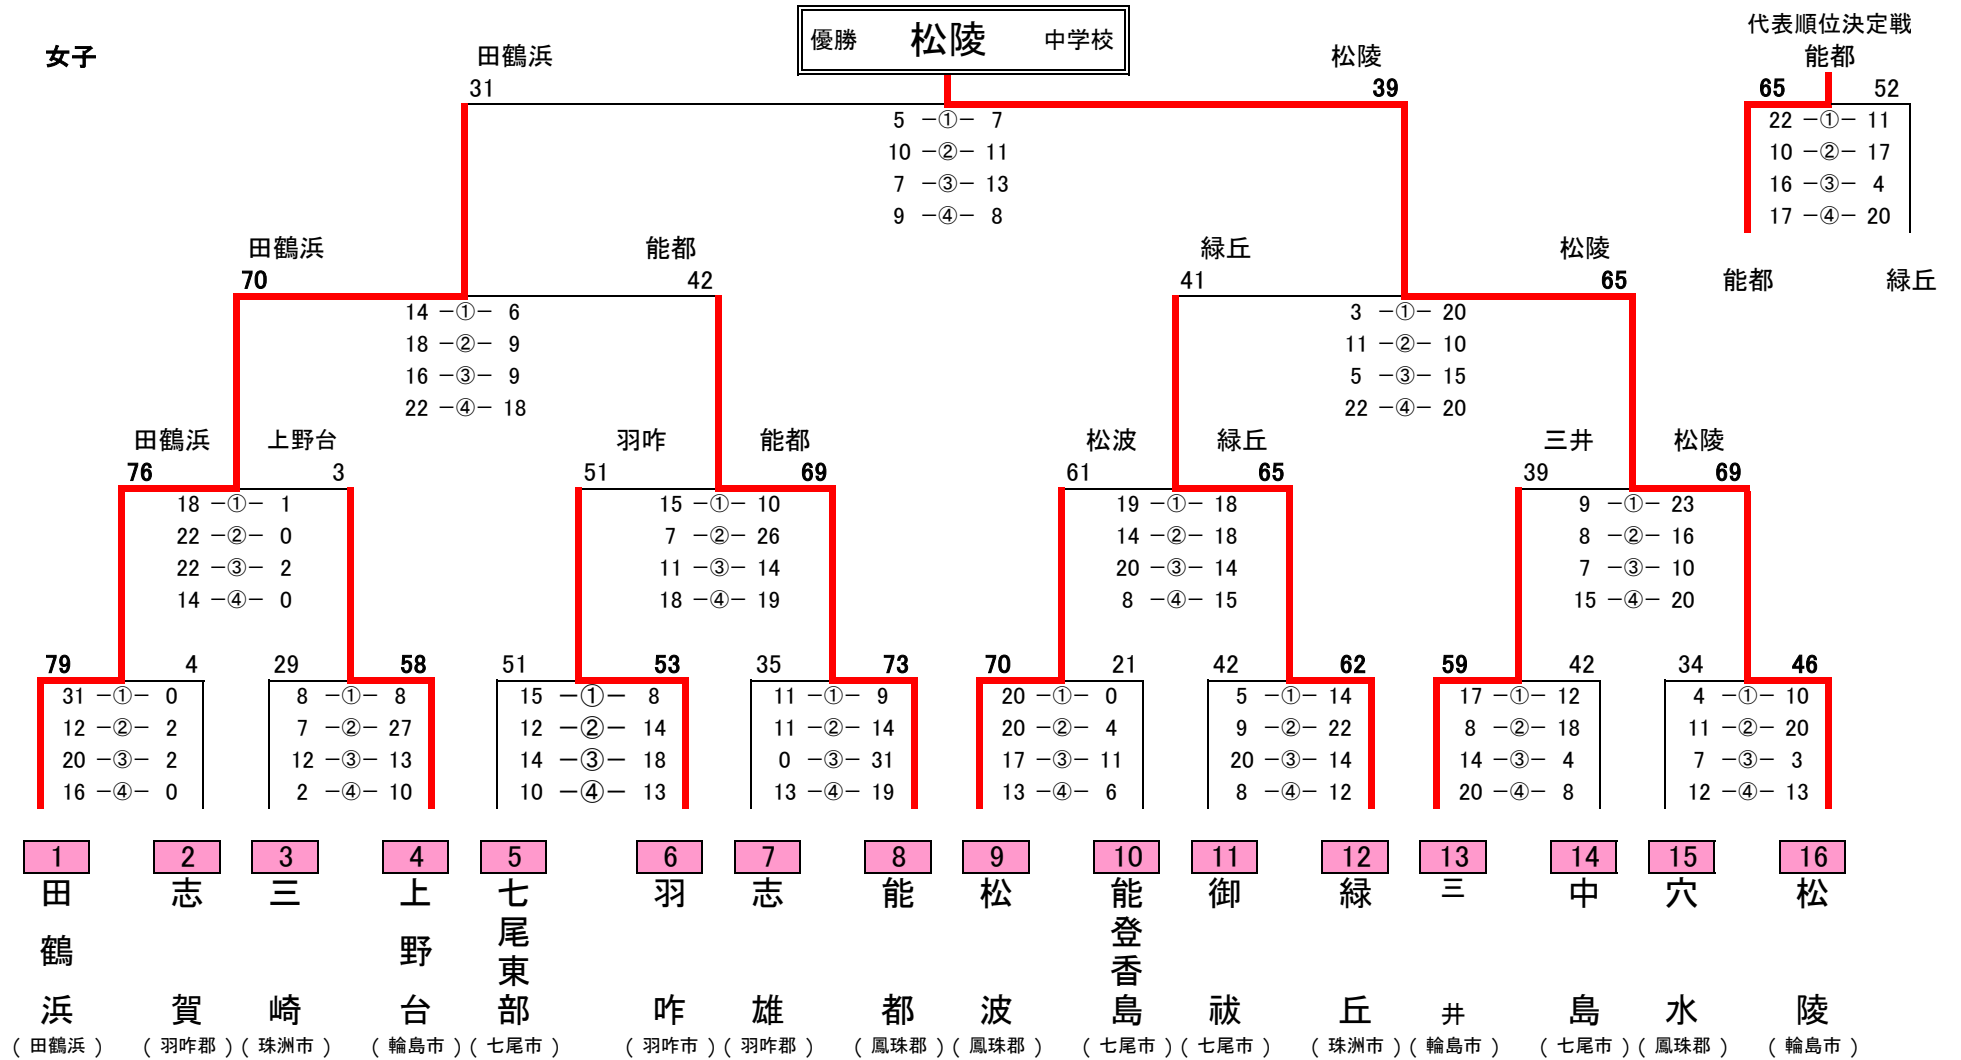 優勝 松陵 中学校
代表順位決定戦
女子
田鶴浜 松陵 能都
31 39 65 52
5 －①－ 7 22 －①－ 11
10 －②－ 11 10 －②－ 17
7 －③－ 13 16 －③－ 4
9 －④－ 8 17 －④－ 20
田鶴浜 能都 緑丘 松陵
70 42 41 65 能都 緑丘
14 －①－ 6 3 －①－ 20
18 －②－ 9 11 －②－ 10
16 －③－ 9 5 －③－ 15
22 －④－ 18 22 －④－ 20
田鶴浜 上野台 羽咋 能都 松波 緑丘 三井 松陵
76 3 51 69 61 65 39 69
18 －①－ 1 15 －①－ 10 19 －①－ 18 9 －①－ 23
22 －②－ 0 7 －②－ 26 14 －②－ 18 8 －②－ 16
22 －③－ 2 11 －③－ 14 20 －③－ 14 7 －③－ 10
14 －④－ 0 18 －④－ 19 8 －④－ 15 15 －④－ 20
79 4 29 58 51 53 35 73 70 21 42 62 59 42 34 46
31 －①－ 0 8 －①－ 8 15 －①－ 8 11 －①－ 9 20 －①－ 0 5 －①－ 14 17 －①－ 12 4 －①－ 10
12 －②－ 2 7 －②－ 27 12 －②－ 14 11 －②－ 14 20 －②－ 4 9 －②－ 22 8 －②－ 18 11 －②－ 20
20 －③－ 2 12 －③－ 13 14 －③－ 18 0 －③－ 31 17 －③－ 11 20 －③－ 14 14 －③－ 4 7 －③－ 3
16 －④－ 0 2 －④－ 10 10 －④－ 13 13 －④－ 19 13 －④－ 6 8 －④－ 12 20 －④－ 8 12 －④－ 13
1 2 3 4 5 6 7 8 9 10 11 12 13 14 15 16
田鶴浜 志賀 三崎 上野台 七尾東部 羽咋 志雄 能都 松波 能登香島 御祓 緑丘 三井 中島 穴水 松陵
( 田鶴浜 ) ( 羽咋郡 ) ( 珠洲市 ) ( 輪島市 ) ( 七尾市 ) ( 羽咋市 ) ( 羽咋郡 ) ( 鳳珠郡 ) ( 鳳珠郡 ) ( 七尾市 ) ( 七尾市 ) ( 珠洲市 ) ( 輪島市 ) ( 七尾市 ) ( 鳳珠郡 ) ( 輪島市 )